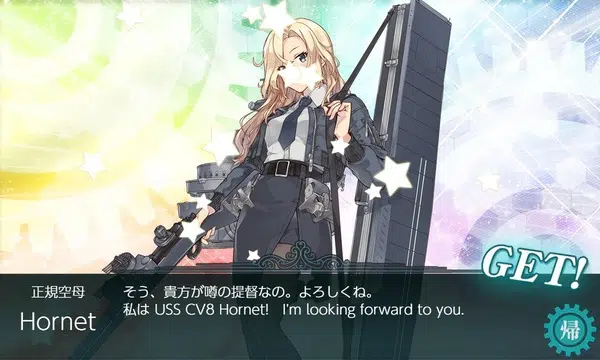 GET!
正規空母
Hornet
そう、貴方が噂の提督なの。よろしくね。
私は USS CV8 Hornet! I'm looking forward to you.
帰